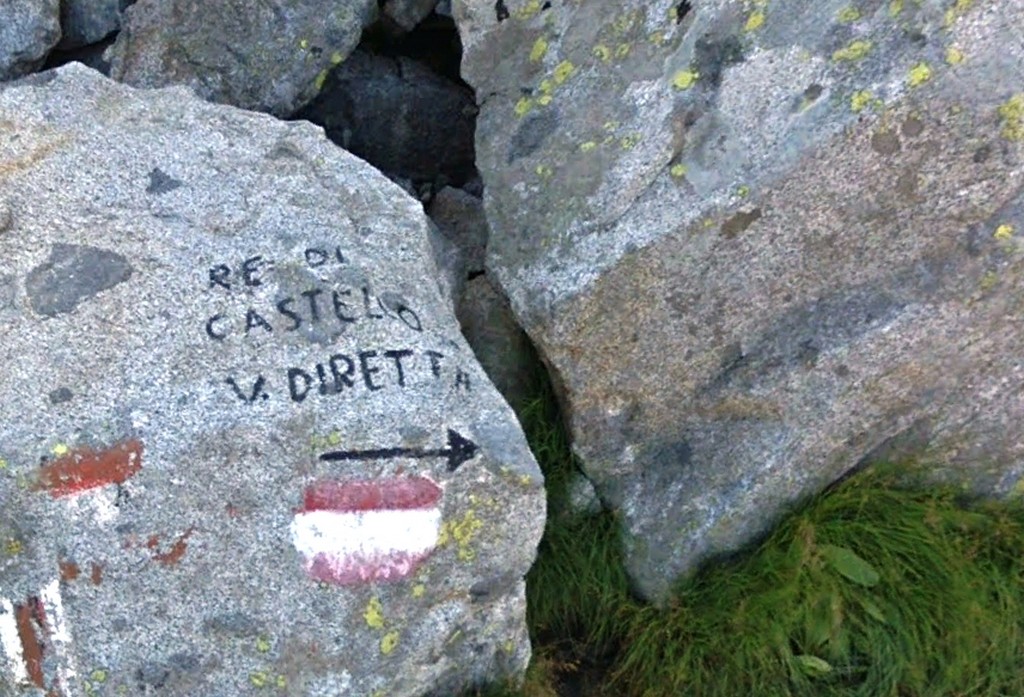 RE DI
CASTELLO
V. DIRETTA